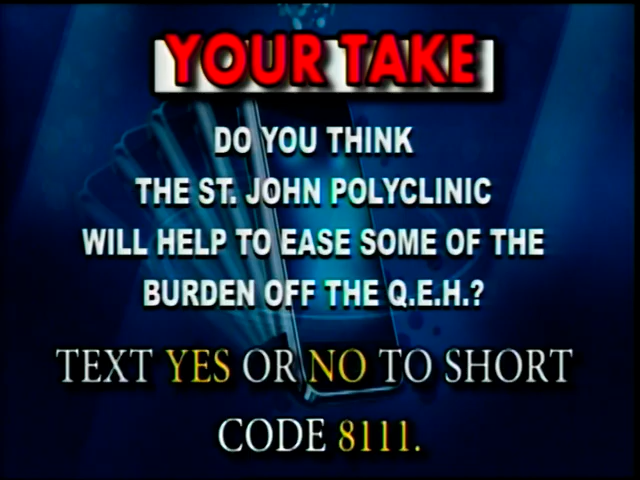 YOUR TAKE
DO YOU THINK
THE ST. JOHN POLYCLINIC
WILL HELP TO EASE SOME OF THE
BURDEN OFF THE Q.E.H.?
TEXT YES OR NO TO SHORT
CODE 8111.